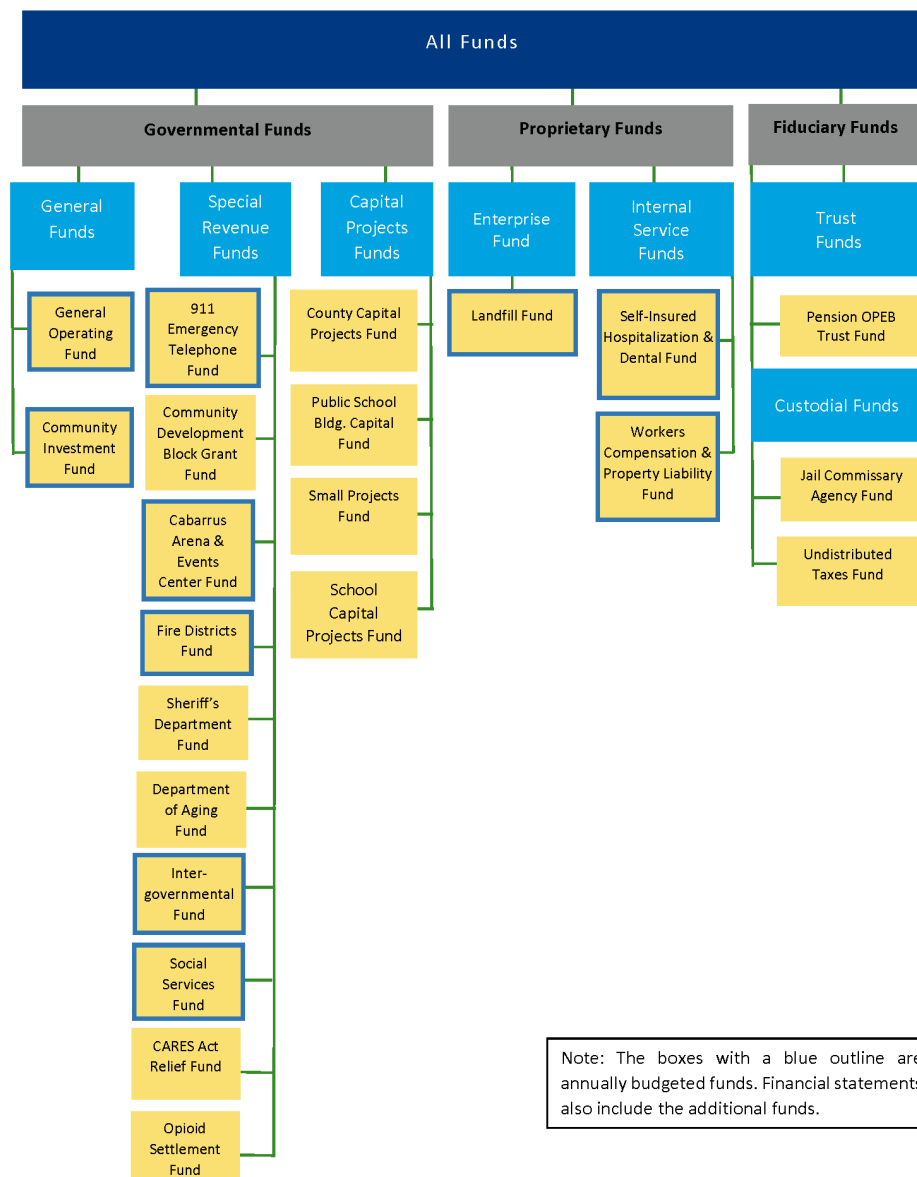 All Funds
Governmental Funds
Proprietary Funds
Fiduciary Funds
General
Funds
Special
Revenue
Funds
Capital
Projects
Funds
Enterprise
Fund
Internal
Service
Funds
Trust
Funds
General
Operating
Fund
Community
Investment
Fund
911
Emergency
Telephone
Fund
Community
Development
Block Grant
Fund
Cabarrus
Arena &
Events
Center Fund
Fire Districts
Fund
Sheriff's
Department
Fund
Department
of Aging
Fund
Inter-
governmental
Fund
Social
Services
Fund
CARES Act
Relief Fund
Opioid
Settlement
Fund
County Capital
Projects Fund
Public School
Bldg. Capital
Fund
Small Projects
Fund
School
Capital
Projects Fund
Landfill Fund
Self-Insured
Hospitalization &
Dental Fund
Workers
Compensation &
Property Liability
Fund
Pension OPEB
Trust Fund
Custodial Funds
Jail Commissary
Agency Fund
Undistributed
Taxes Fund
Note: The boxes with a blue outline are
annually budgeted funds. Financial statements
also include the additional funds.